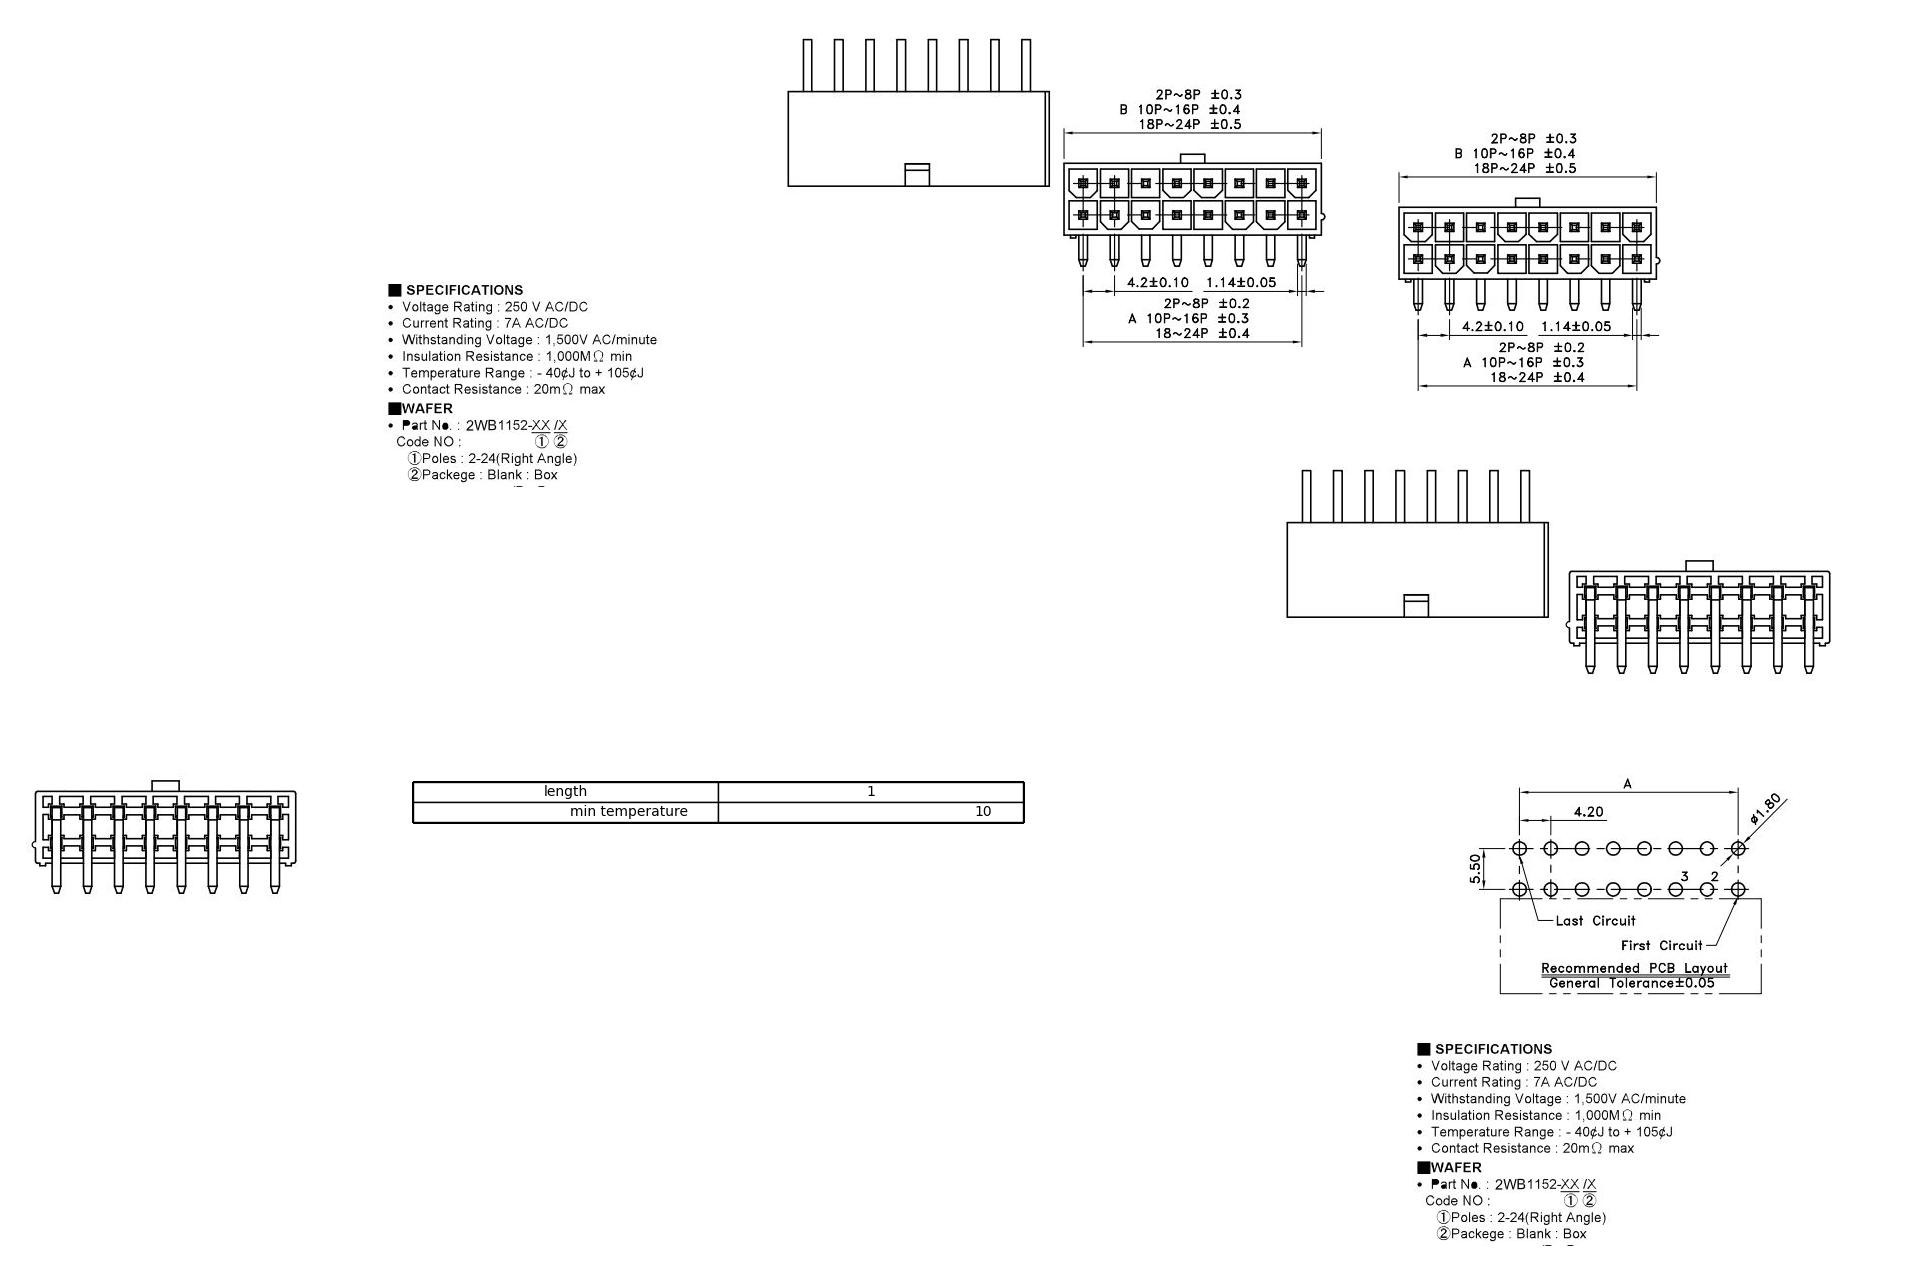 2P~8P ±0.3
B 10P~16P ±0.4
18P~24P ±0.5
4.2±0.10 1.14±0.05
2P~8P ±0.2
A 10P~16P ±0.3
18~24P ±0.4
2P~8P ±0.3
B 10P~16P ±0.4
18P~24P ±0.5
4.2±0.10 1.14±0.05
2P~8P ±0.2
A 10P~16P ±0.3
18~24P ±0.4
■ SPECIFICATIONS
• Voltage Rating : 250 V AC/DC
• Current Rating : 7A AC/DC
• Withstanding Voltage : 1,500V AC/minute
• Insulation Resistance : 1,000MΩ min
• Temperature Range : - 40¢J to + 105¢J
• Contact Resistance : 20mΩ max
■WAFER
• Part No. : 2WB1152-XX /X
Code NO : ① ②
①Poles : 2-24(Right Angle)
②Packege : Blank : Box
length 1
min temperature 10
A
4.20
ø1.80
5.50
3 2
Last Circuit
First Circuit
Recommended PCB Layout
General Tolerance±0.05
■ SPECIFICATIONS
• Voltage Rating : 250 V AC/DC
• Current Rating : 7A AC/DC
• Withstanding Voltage : 1,500V AC/minute
• Insulation Resistance : 1,000MΩ min
• Temperature Range : - 40¢J to + 105¢J
• Contact Resistance : 20mΩ max
■WAFER
• Part No. : 2WB1152-XX /X
Code NO : ① ②
①Poles : 2-24(Right Angle)
②Packege : Blank : Box